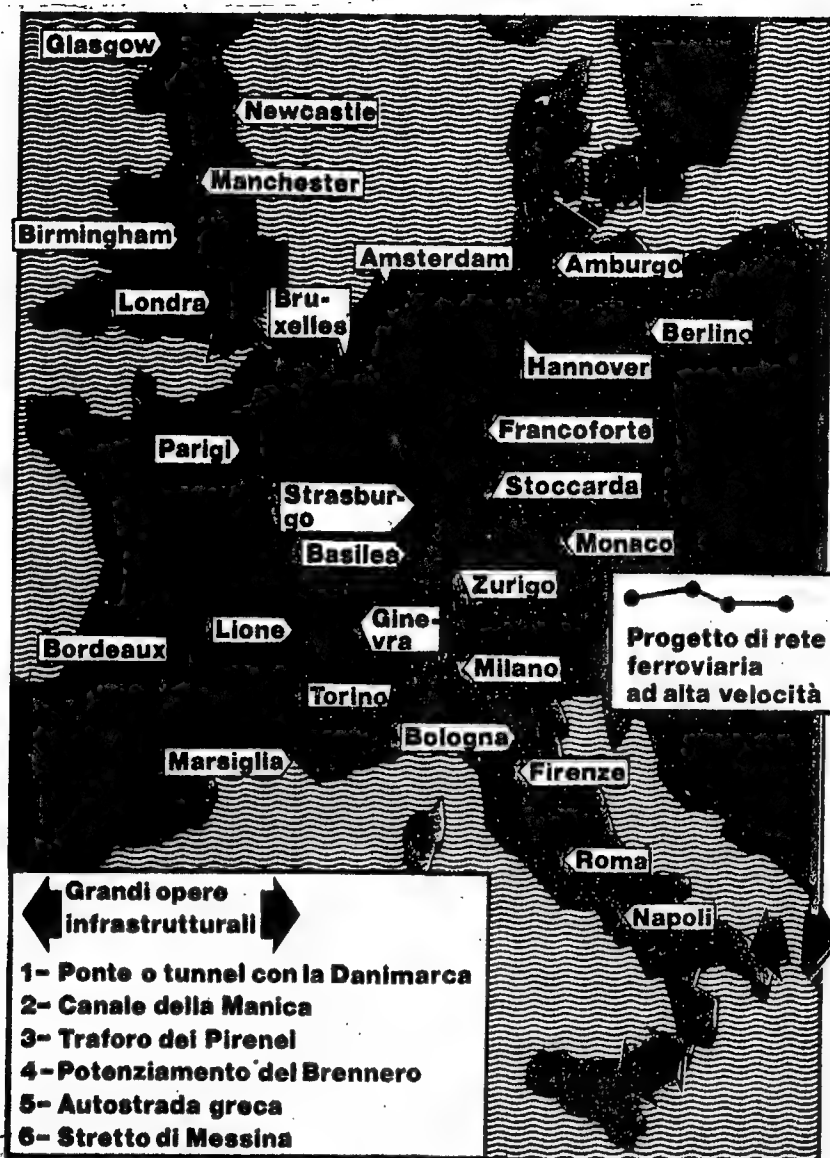 Glasgow
Newcastle
Manchester
Birmingham
Amsterdam
Amburgo
Londra
Bru-
xelles
Berlino
Hannover
Parigi
Francoforte
Strasbur-
go
Stoccarda
Basilea
Monaco
Zurigo
Bordeaux
Lione
Gine-
vra
Progetto di rete
ferroviaria
ad alta velocità
Milano
Torino
Bologna
Marsiglia
Firenze
Roma
Napoli
Grandi opere
infrastrutturali
1- Ponte o tunnel con la Danimarca
2- Canale della Manica
3- Traforo dei Pirenei
4- Potenziamento del Brennero
5- Autostrada greca
6- Stretto di Messina